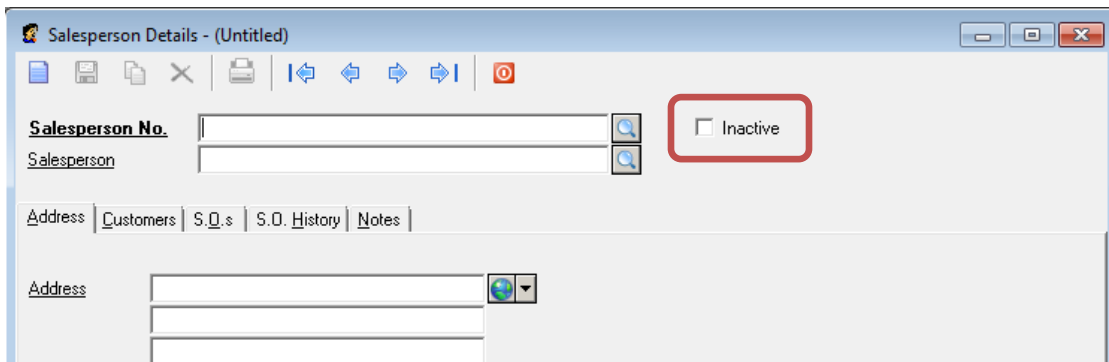 Salesperson Details - (Untitled)
Salesperson No.
Inactive
Salesperson
Address Customers S.O.s S.O. History Notes
Address